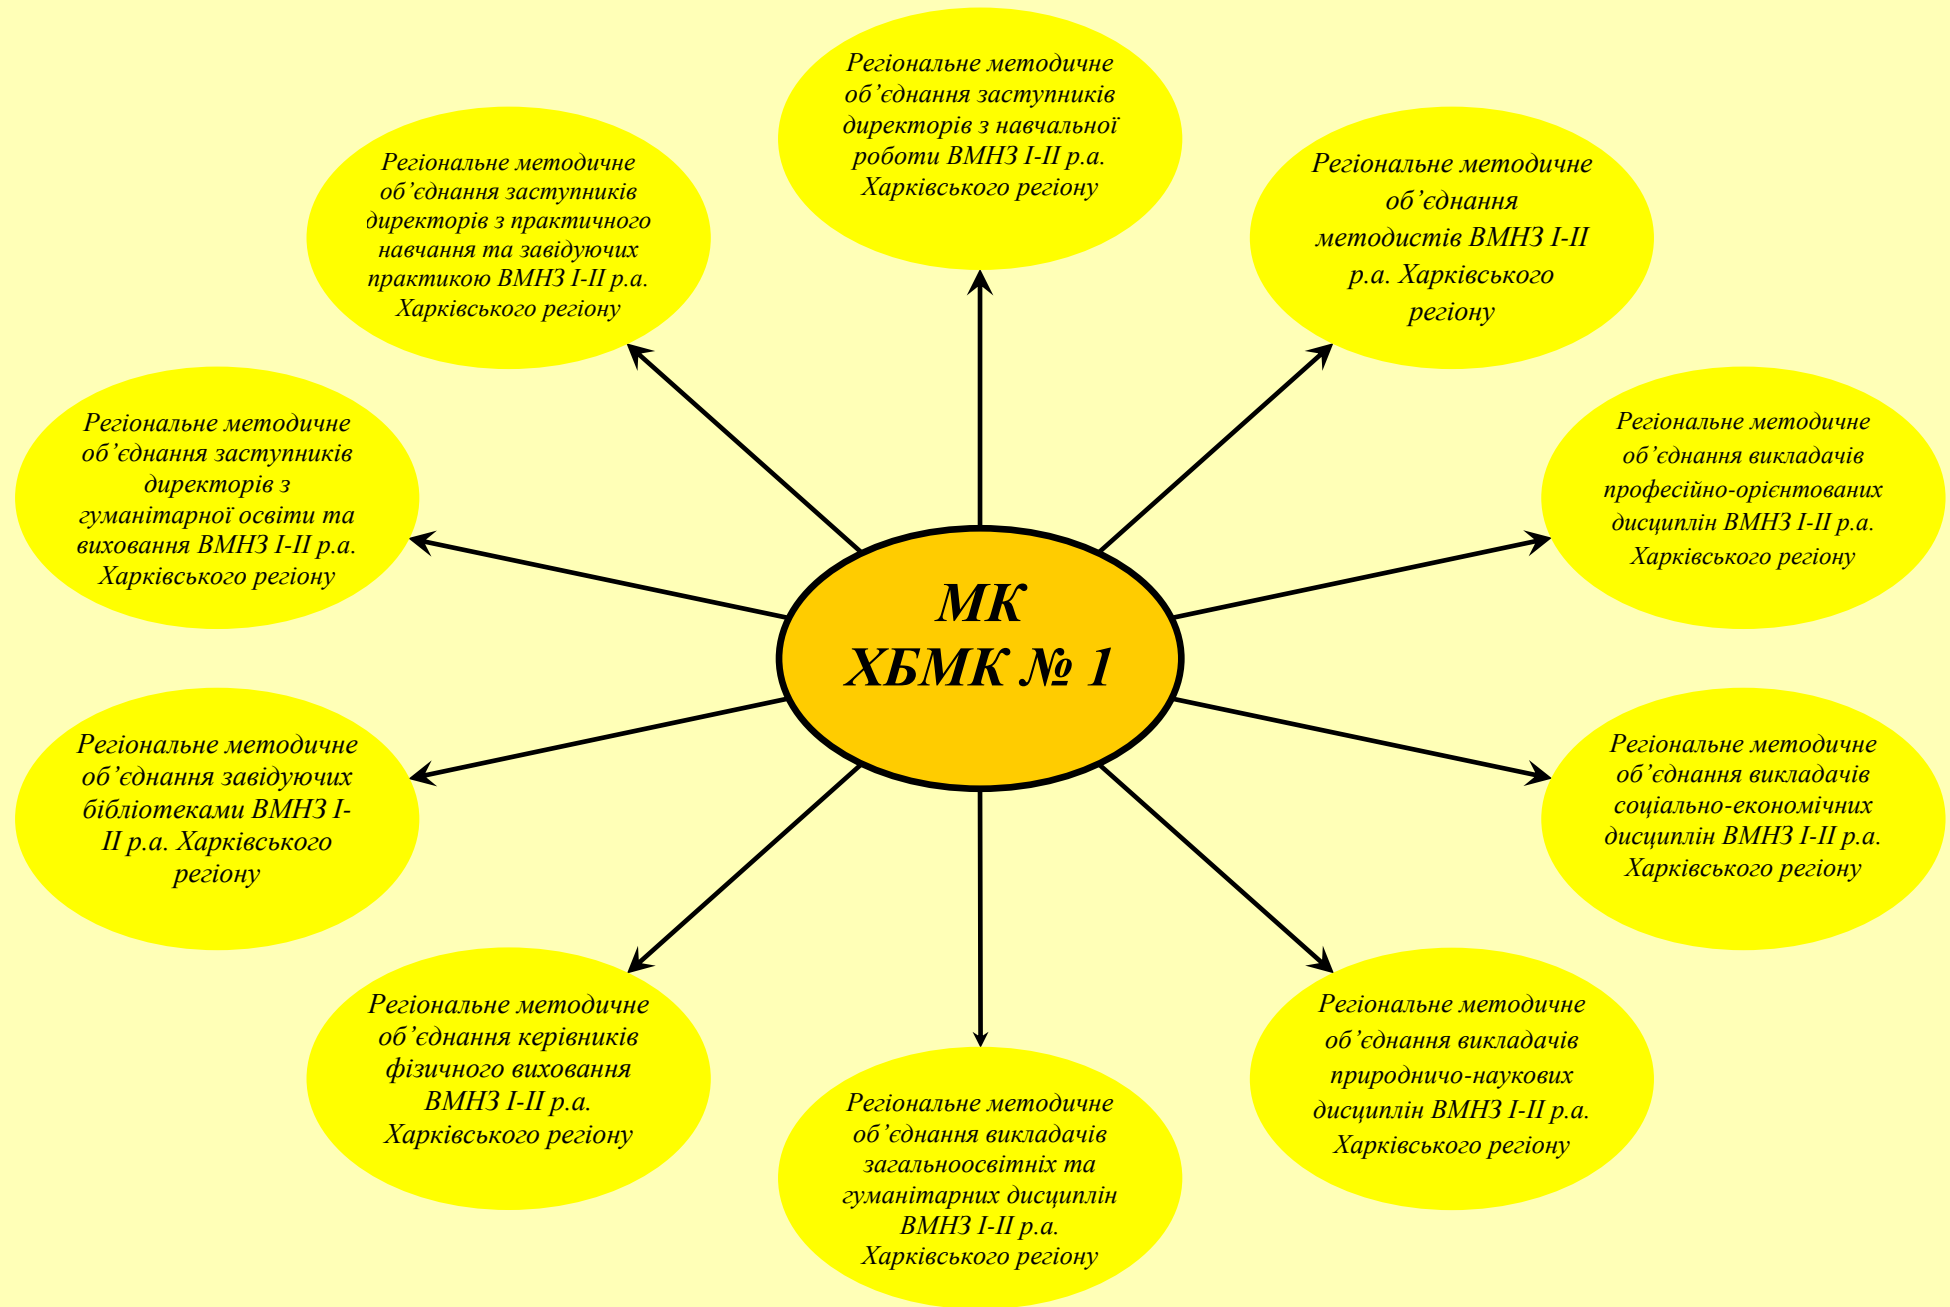 Регіональне методичне
об’єднання заступників
директорів з навчальної
роботи ВМНЗ І-ІІ р.а.
Харківського регіону
Регіональне методичне
об’єднання заступників
директорів з практичного
навчання та завідуючих
практикою ВМНЗ І-ІІ р.а.
Харківського регіону
Регіональне методичне
об’єднання
методистів ВМНЗ І-ІІ
р.а. Харківського
регіону
Регіональне методичне
об’єднання заступників
директорів з
гуманітарної освіти та
виховання ВМНЗ І-ІІ р.а.
Харківського регіону
Регіональне методичне
об’єднання викладачів
професійно-орієнтованих
дисциплін ВМНЗ І-ІІ р.а.
Харківського регіону
МК
ХБМК № 1
Регіональне методичне
об’єднання завідуючих
бібліотеками ВМНЗ І-
ІІ р.а. Харківського
регіону
Регіональне методичне
об’єднання викладачів
соціально-економічних
дисциплін ВМНЗ І-ІІ р.а.
Харківського регіону
Регіональне методичне
об’єднання керівників
фізичного виховання
ВМНЗ І-ІІ р.а.
Харківського регіону
Регіональне методичне
об’єднання викладачів
природничо-наукових
дисциплін ВМНЗ І-ІІ р.а.
Харківського регіону
Регіональне методичне
об’єднання викладачів
загальноосвітніх та
гуманітарних дисциплін
ВМНЗ І-ІІ р.а.
Харківського регіону